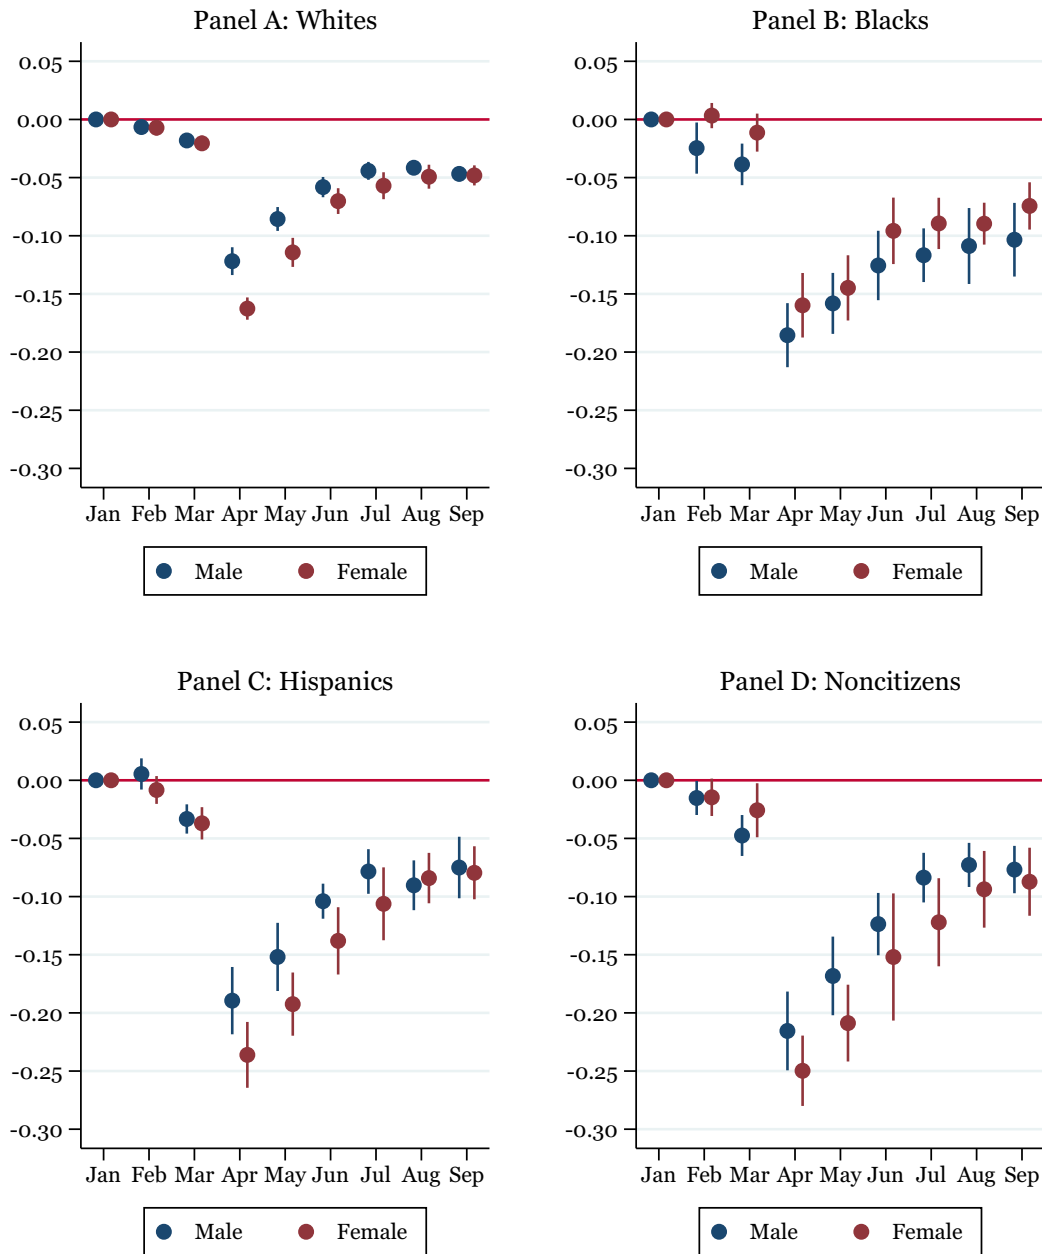 Panel A: Whites
0.05
0.00
-0.05
-0.10
-0.15
-0.20
-0.25
-0.30
Jan Feb Mar Apr May Jun Jul Aug Sep
Male Female
Panel B: Blacks
0.05
0.00
-0.05
-0.10
-0.15
-0.20
-0.25
-0.30
Jan Feb Mar Apr May Jun Jul Aug Sep
Male Female
Panel C: Hispanics
0.05
0.00
-0.05
-0.10
-0.15
-0.20
-0.25
-0.30
Jan Feb Mar Apr May Jun Jul Aug Sep
Male Female
Panel D: Noncitizens
0.05
0.00
-0.05
-0.10
-0.15
-0.20
-0.25
-0.30
Jan Feb Mar Apr May Jun Jul Aug Sep
Male Female